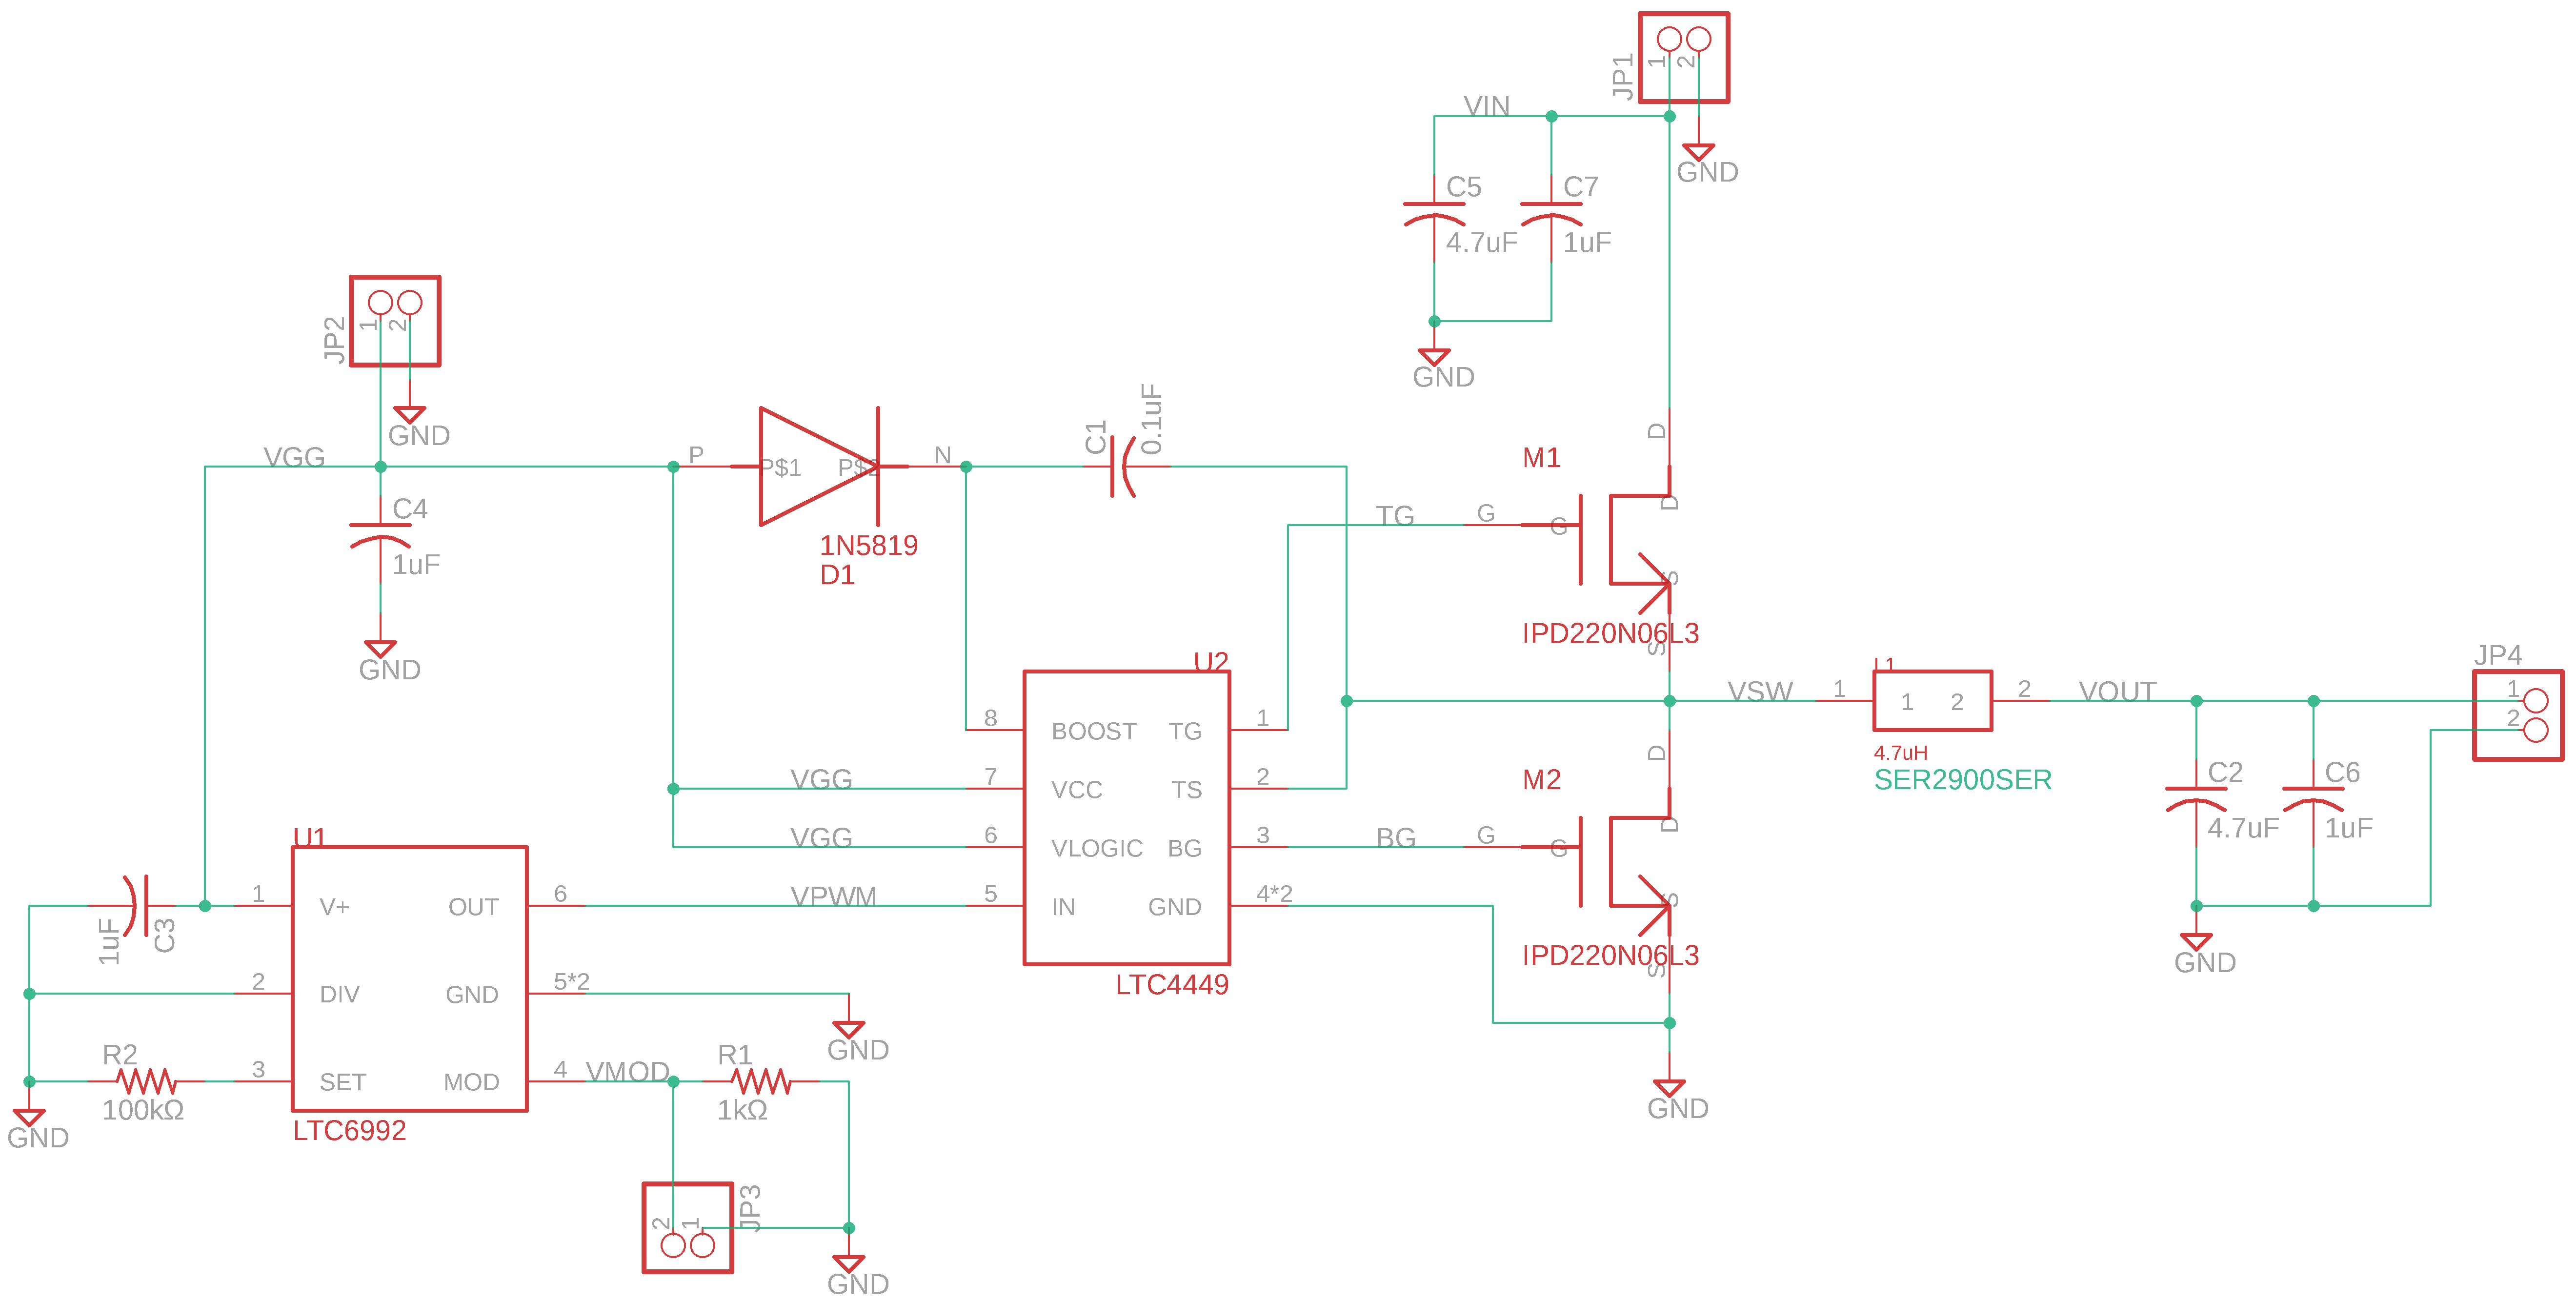 JP1
1
2
VIN
GND
C5
4.7uF
C7
1uF
GND
JP2
1
2
GND
VGG
C4
1uF
GND
P
P$1
P$2
N
1N5819
D1
C1
0.1uF
D
M1
D
TG
G
G
S
IPD220N06L3
S
U2
8
BOOST
TG
1
VGG
7
VCC
TS
2
VGG
6
VLOGIC
BG
3
VPWM
5
IN
GND
4*2
LTC4449
VSW
1
L1
1
2
2
VOUT
4.7uH
SER2900SER
JP4
1
2
C2
4.7uF
C6
1uF
GND
D
M2
D
BG
G
G
S
IPD220N06L3
S
GND
U1
1uF
C3
1
V+
OUT
6
2
DIV
GND
5*2
GND
R2
100kΩ
3
SET
MOD
4
VMOD
R1
1kΩ
LTC6992
GND
JP3
2
1
GND